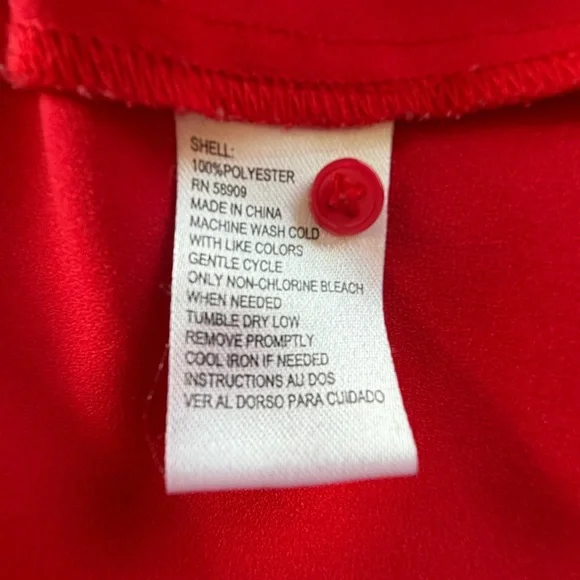 SHELL:
100%POLYESTER
RN 58909
MADE IN CHINA
MACHINE WASH COLD
WITH LIKE COLORS
GENTLE CYCLE
ONLY NON-CHLORINE BLEACH
WHEN NEEDED
TUMBLE DRY LOW
REMOVE PROMPTLY
COOL IRON IF NEEDED
INSTRUCTIONS AU DOS
VER AL DORSO PARA CUIDADO